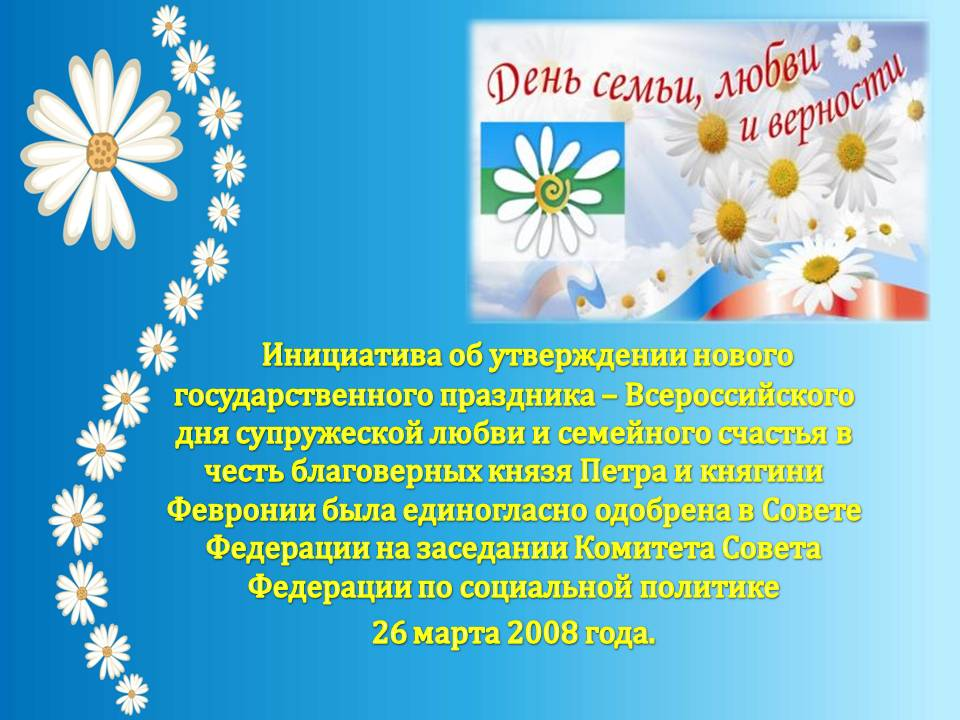 День семьи, любви
и верности
Инициатива об утверждении нового
государственного праздника – Всероссийского
дня супружеской любви и семейного счастья в
честь благоверных князя Петра и княгини
Февронии была единогласно одобрена в Совете
Федерации на заседании Комитета Совета
Федерации по социальной политике
26 марта 2008 года.